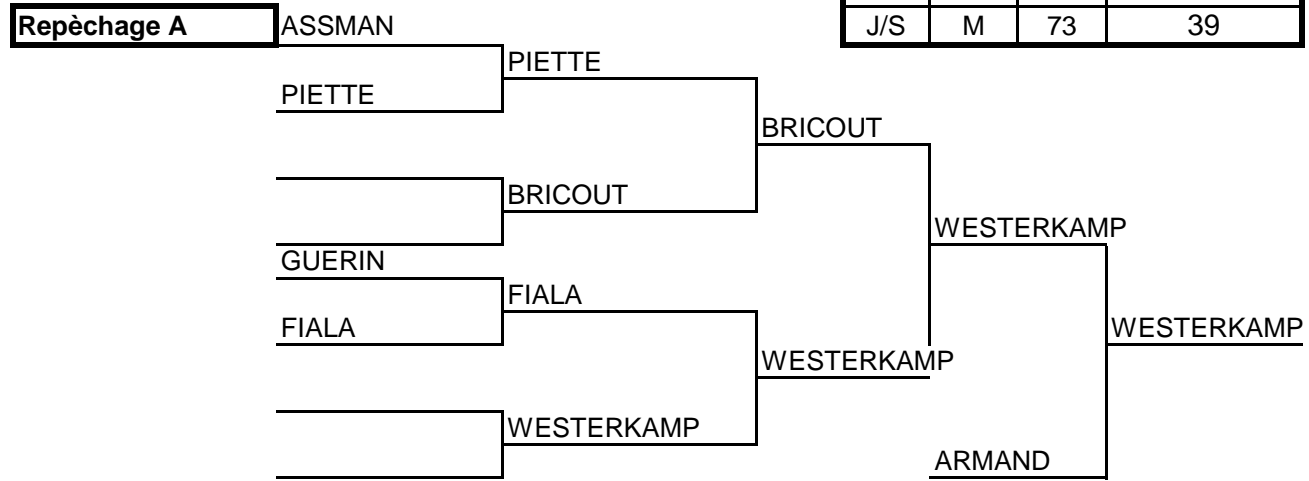 Repèchage A ASSMAN J/S M 73 39
PIETTE
PIETTE
BRICOUT
BRICOUT
WESTERKAMP
GUERIN
FIALA
FIALA WESTERKAMP
WESTERKAMP
WESTERKAMP
ARMAND